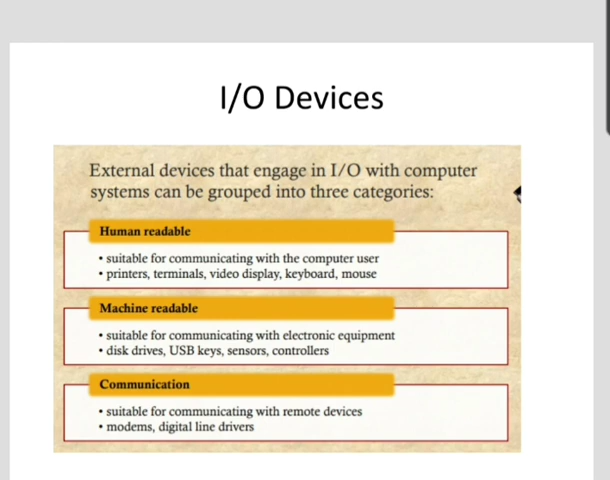 I/O Devices
External devices that engage in I/O with computer
systems can be grouped into three categories:
Human readable
• suitable for communicating with the computer user
• printers, terminals, video display, keyboard, mouse
Machine readable
• suitable for communicating with electronic equipment
• disk drives, USB keys, sensors, controllers
Communication
• suitable for communicating with remote devices
• modems, digital line drivers